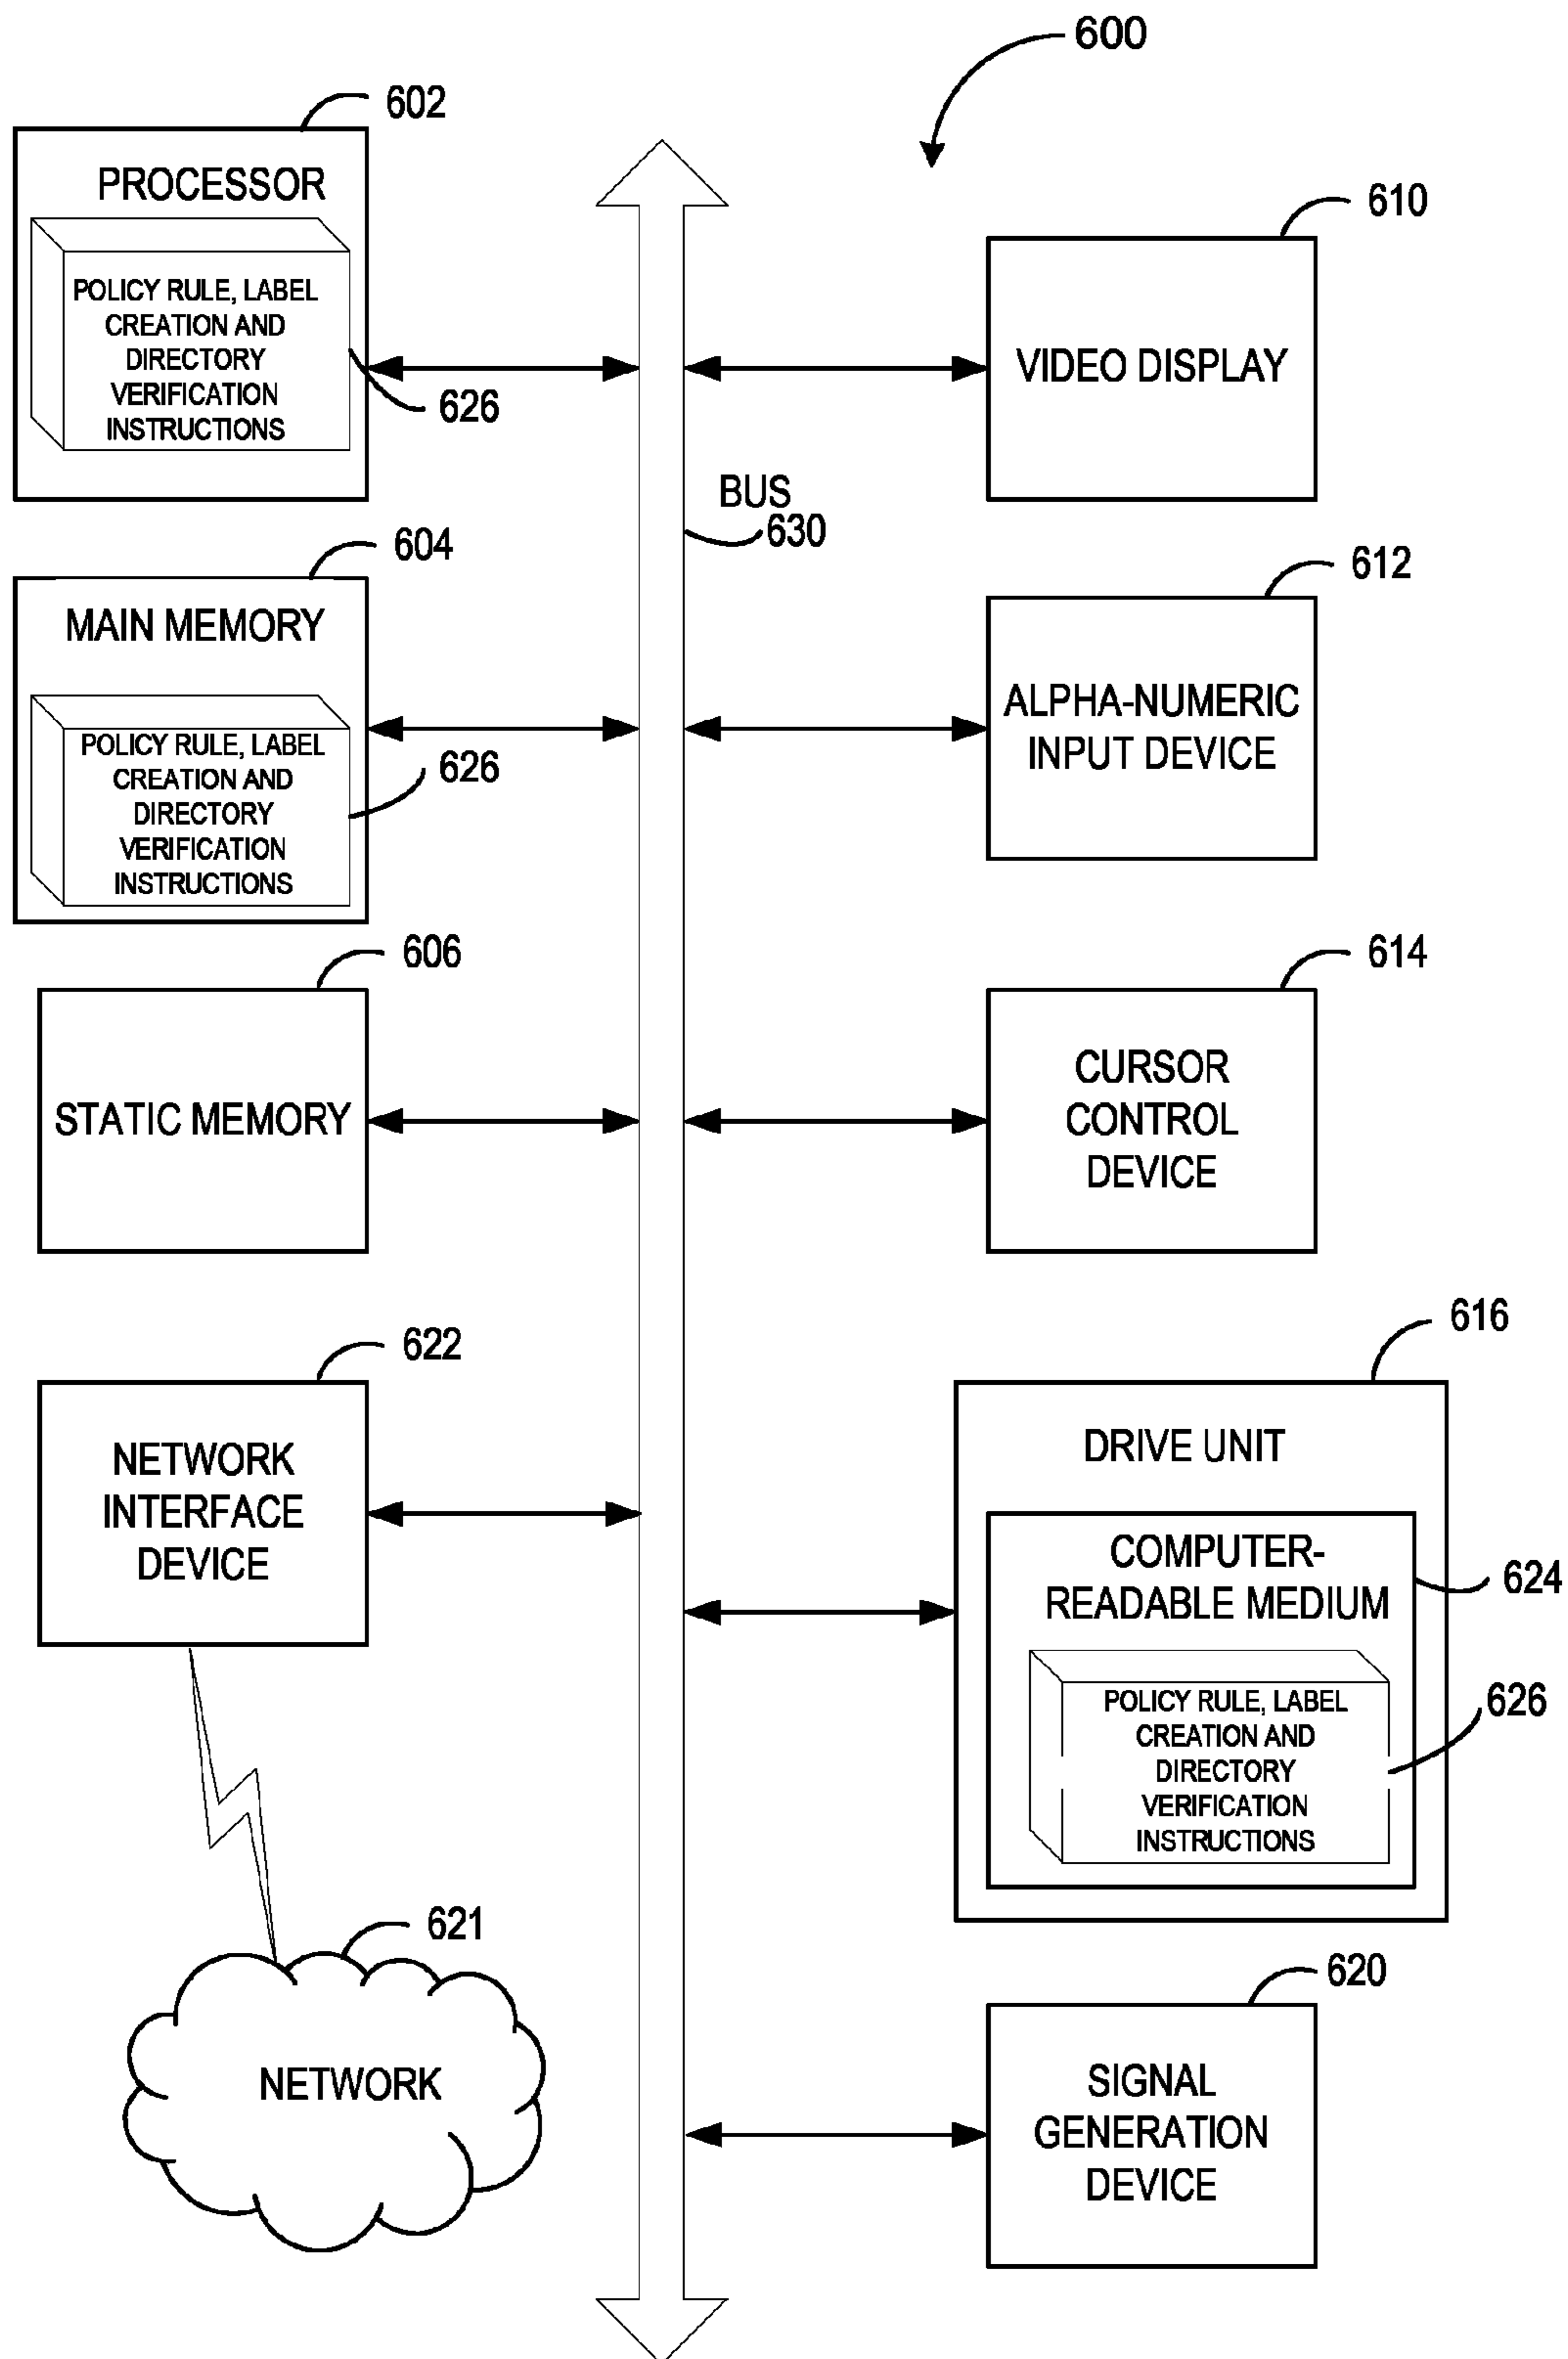 600
602
PROCESSOR
POLICY RULE, LABEL
CREATION AND
DIRECTORY
VERIFICATION
INSTRUCTIONS
626
610
VIDEO DISPLAY
BUS
630
604
MAIN MEMORY
POLICY RULE, LABEL
CREATION AND
DIRECTORY
VERIFICATION
INSTRUCTIONS
626
612
ALPHA-NUMERIC
INPUT DEVICE
606
STATIC MEMORY
614
CURSOR
CONTROL
DEVICE
622
NETWORK
INTERFACE
DEVICE
616
DRIVE UNIT
COMPUTER-
READABLE MEDIUM
624
POLICY RULE, LABEL
CREATION AND
DIRECTORY
VERIFICATION
INSTRUCTIONS
626
621
NETWORK
620
SIGNAL
GENERATION
DEVICE